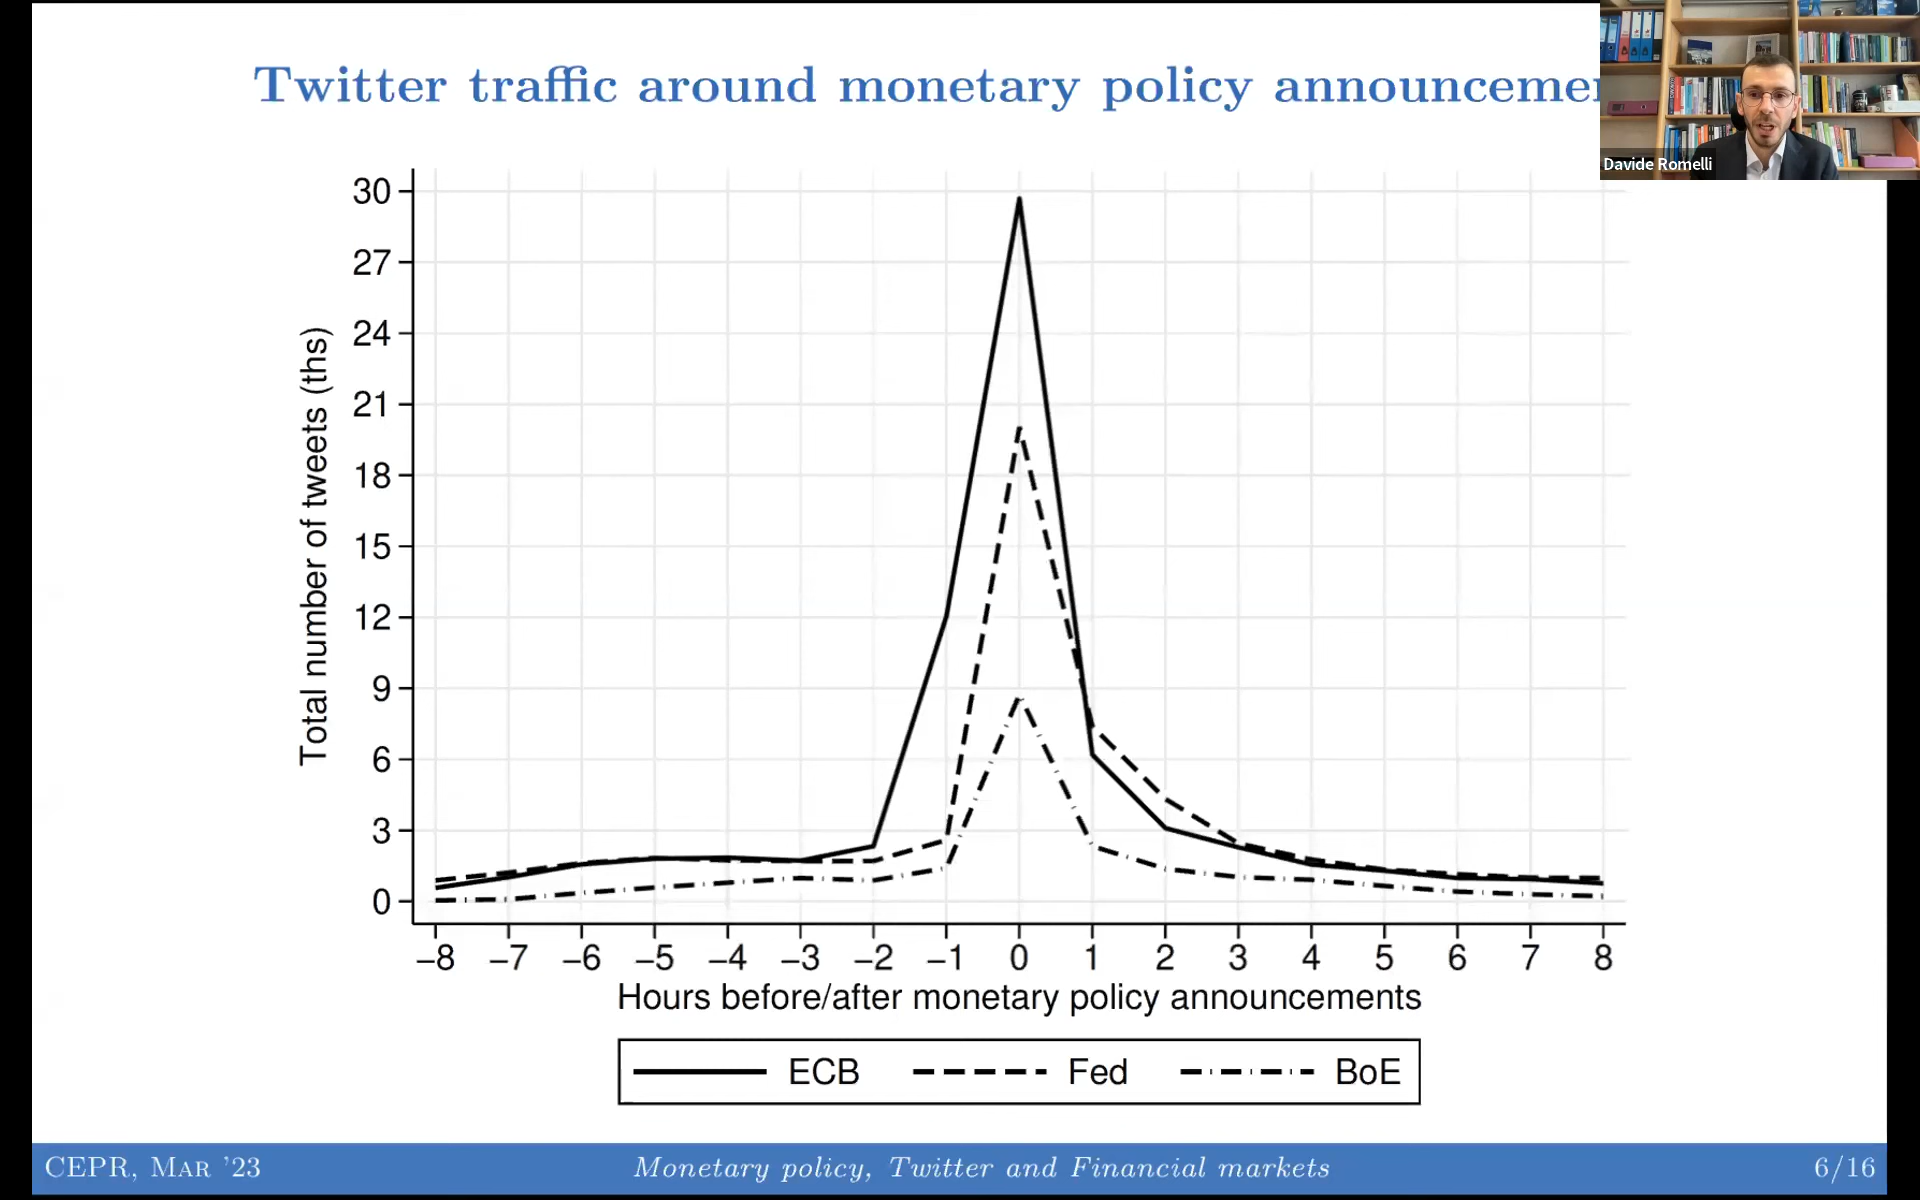 Twitter traffic around monetary policy announcemen
Davide Romelli
Total number of tweets (ths)
30
27
24
21
18
15
12
9
6
3
0
−8 −7 −6 −5 −4 −3 −2 −1 0 1 2 3 4 5 6 7 8
Hours before/after monetary policy announcements
ECB Fed BoE
CEPR, Mar ’23 Monetary policy, Twitter and Financial markets 6/16